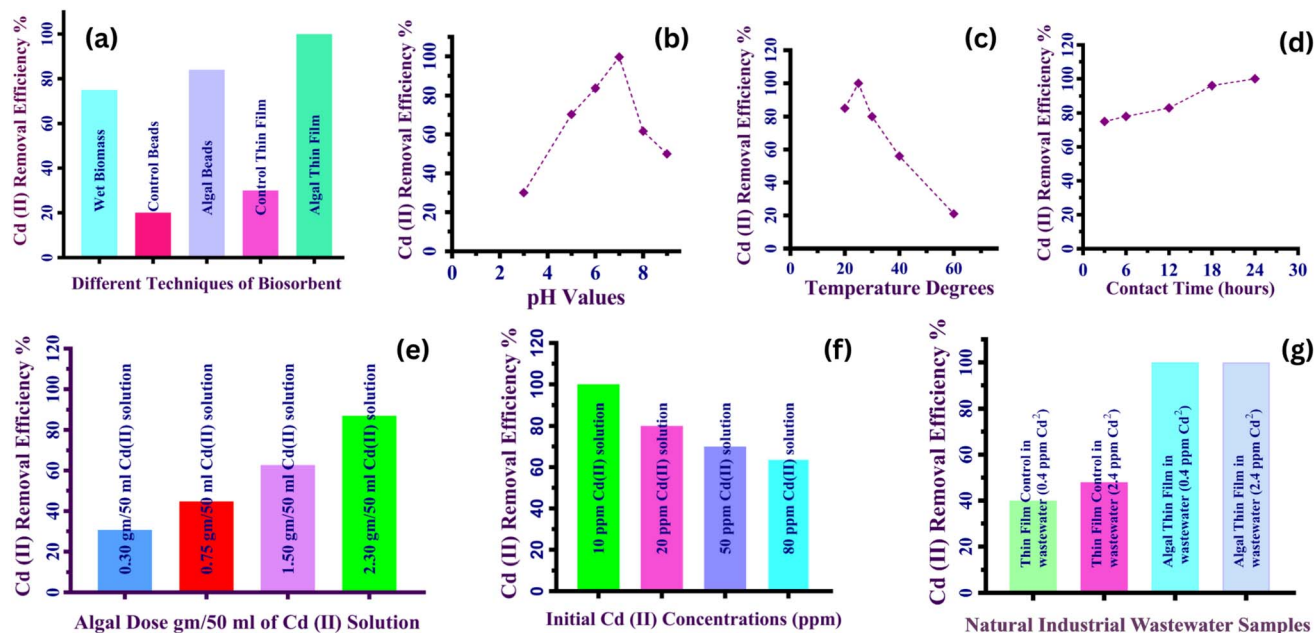 (a)
Cd (II) Removal Efficiency %
0
20
40
60
80
100
Wet Biomass
Control Beads
Algal Beads
Control Thin Film
Algal Thin Film
Different Techniques of Biosorbent
(b)
Cd (II) Removal Efficiency %
0
20
40
60
80
100
0
2
4
6
8
pH Values
(c)
Cd (II) Removal Efficiency %
0
20
40
60
80
100
120
0
20
40
60
Temperature Degrees
(d)
Cd (II) Removal Efficiency %
0
20
40
60
80
100
120
0
6
12
18
24
30
Contact Time (hours)
(e)
Cd (II) Removal Efficiency %
0
20
40
60
80
100
120
0.30 gm/50 ml Cd(II) solution
0.75 gm/50 ml Cd(II) solution
1.50 gm/50 ml Cd(II) solution
2.30 gm/50 ml Cd(II) solution
Algal Dose gm/50 ml of Cd (II) Solution
(f)
Cd (II) Removal Efficiency %
0
20
40
60
80
100
120
10 ppm Cd(II) solution
20 ppm Cd(II) solution
50 ppm Cd(II) solution
80 ppm Cd(II) solution
Initial Cd (II) Concentrations (ppm)
(g)
Cd (II) Removal Efficiency %
0
20
40
60
80
100
Thin Film Control in
wastewater (0.4 ppm Cd²)
Thin Film Control in
wastewater (2.4 ppm Cd²)
Algal Thin Film in
wastewater (0.4 ppm Cd²)
Algal Thin Film in
wastewater (2.4 ppm Cd²)
Natural Industrial Wastewater Samples